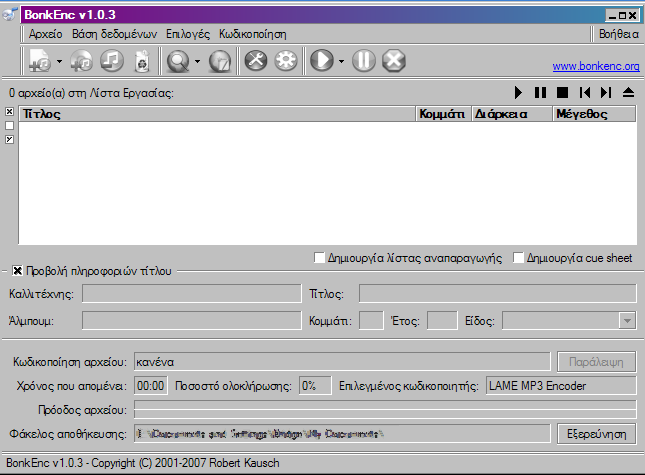 BonkEnc v1.0.3
Αρχείο Βάση δεδομένων Επιλογές Κωδικοποίηση Βοήθεια
www.bonkenc.org
0 αρχείο(α) στη Λίστα Εργασίας:
Τίτλος Κομμάτι Διάρκεια Μέγεθος
Δημιουργία λίστας αναπαραγωγής Δημιουργία cue sheet
Προβολή πληροφοριών τίτλου
Καλλιτέχνης: Τίτλος:
Άλμπουμ: Κομμάτι: Έτος: Είδος:
Κωδικοποίηση αρχείου: κανένα Παράλειψη
Χρόνος που απομένει: 00:00 Ποσοστό ολοκλήρωσης: 0% Επιλεγμένος κωδικοποιητής: LAME MP3 Encoder
Πρόοδος αρχείου:
Φάκελος αποθήκευσης: Εξερεύνηση
BonkEnc v1.0.3 - Copyright (C) 2001-2007 Robert Kausch